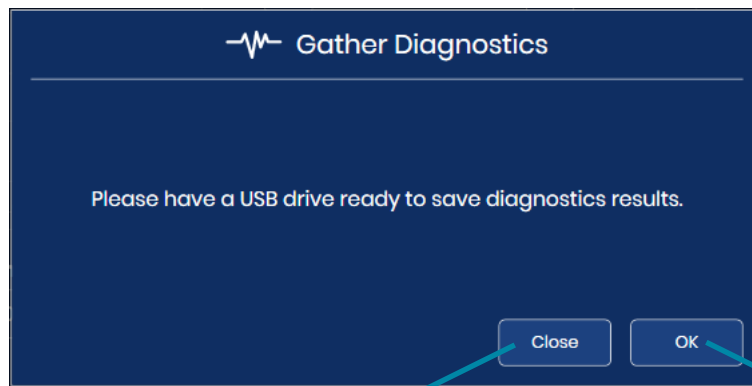 Gather Diagnostics
Please have a USB drive ready to save diagnostics results.
Close OK